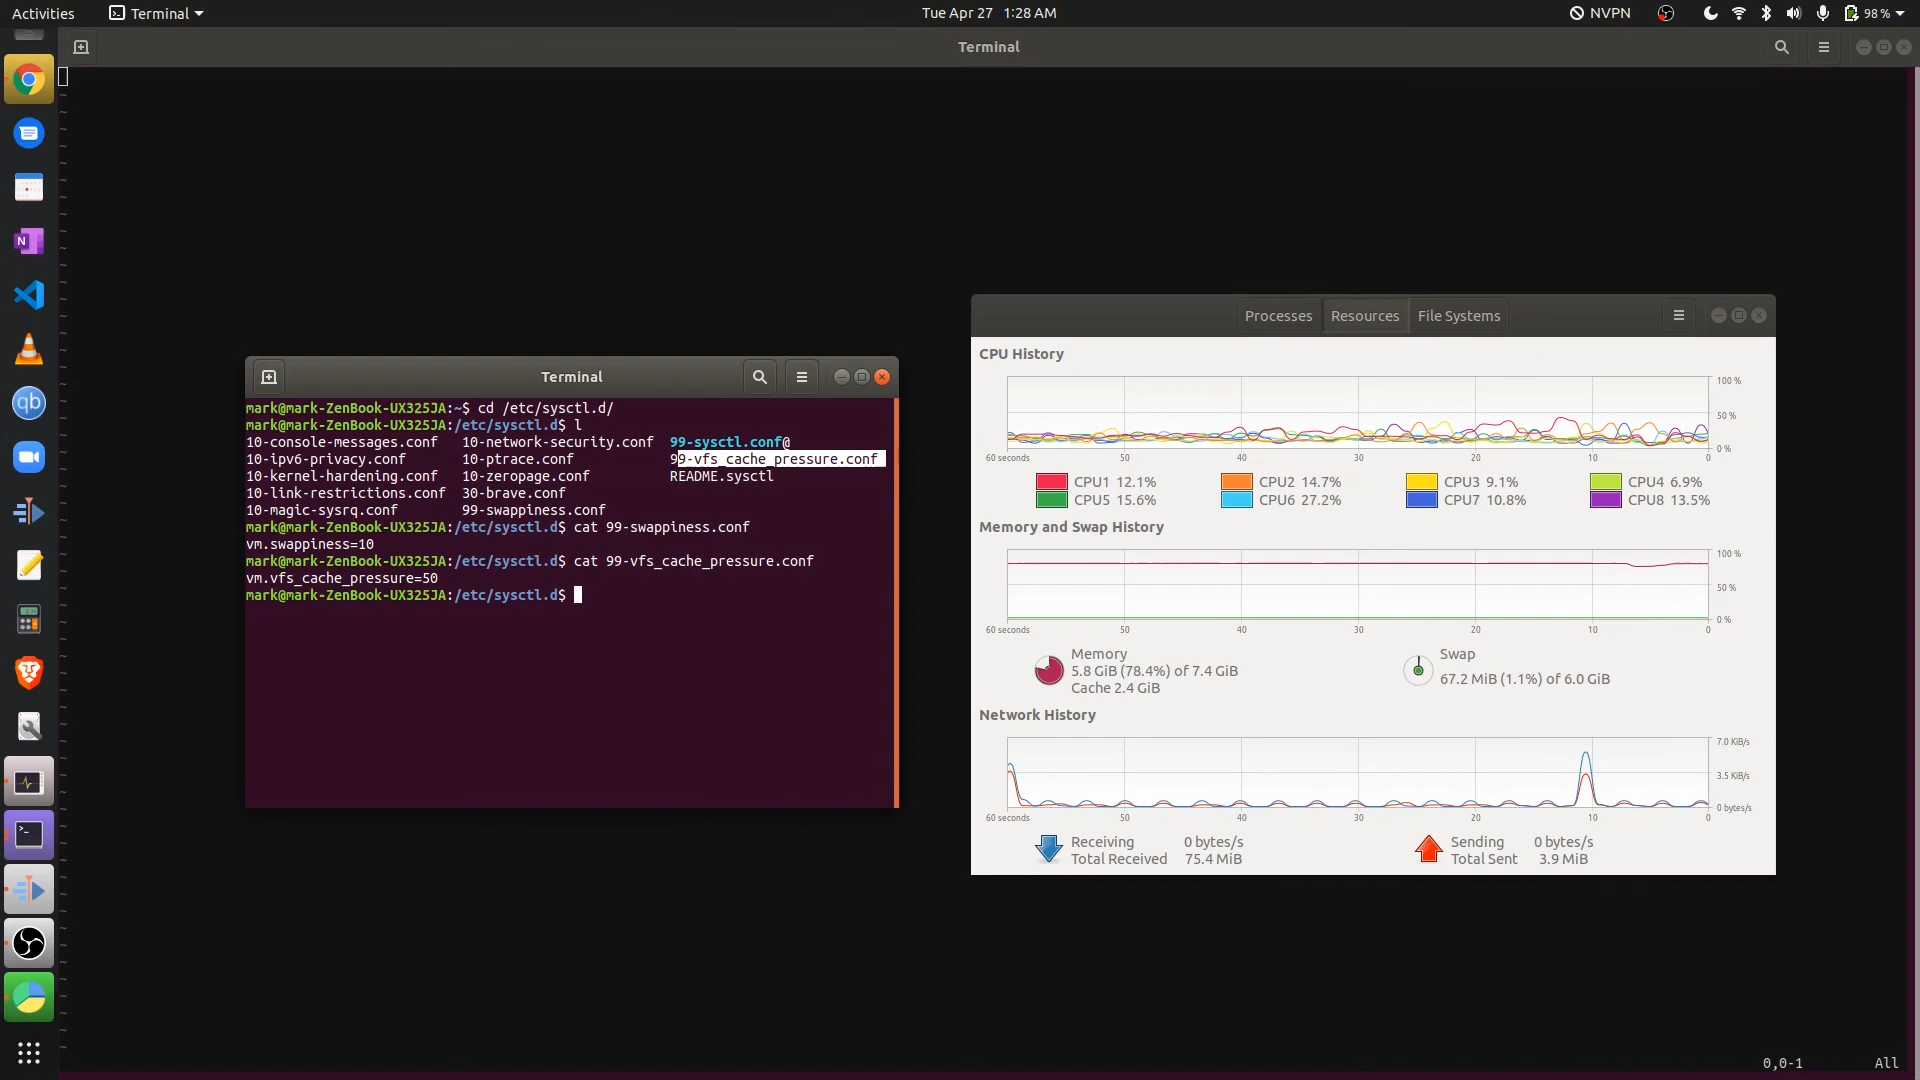 Activities
Terminal
Tue Apr 27 1:28 AM
NVPN
98 %
Terminal
Terminal
mark@mark-ZenBook-UX325JA:~$ cd /etc/sysctl.d/
mark@mark-ZenBook-UX325JA:/etc/sysctl.d$ l
10-console-messages.conf 10-network-security.conf 99-sysctl.conf@
10-ipv6-privacy.conf 10-ptrace.conf 99-vfs_cache_pressure.conf
10-kernel-hardening.conf 10-zeropage.conf README.sysctl
10-link-restrictions.conf 30-brave.conf
10-magic-sysrq.conf 99-swappiness.conf
mark@mark-ZenBook-UX325JA:/etc/sysctl.d$ cat 99-swappiness.conf
vm.swappiness=10
mark@mark-ZenBook-UX325JA:/etc/sysctl.d$ cat 99-vfs_cache_pressure.conf
vm.vfs_cache_pressure=50
mark@mark-ZenBook-UX325JA:/etc/sysctl.d$
Processes Resources File Systems
CPU History
100 %
50 %
0 %
60 seconds 50 40 30 20 10 0
CPU1 12.1% CPU2 14.7% CPU3 9.1% CPU4 6.9%
CPU5 15.6% CPU6 27.2% CPU7 10.8% CPU8 13.5%
Memory and Swap History
100 %
50 %
0 %
60 seconds 50 40 30 20 10 0
Memory
5.8 GiB (78.4%) of 7.4 GiB
Cache 2.4 GiB
Swap
67.2 MiB (1.1%) of 6.0 GiB
Network History
7.0 KiB/s
3.5 KiB/s
0 bytes/s
60 seconds 50 40 30 20 10 0
Receiving 0 bytes/s
Total Received 75.4 MiB
Sending 0 bytes/s
Total Sent 3.9 MiB
0,0-1 All